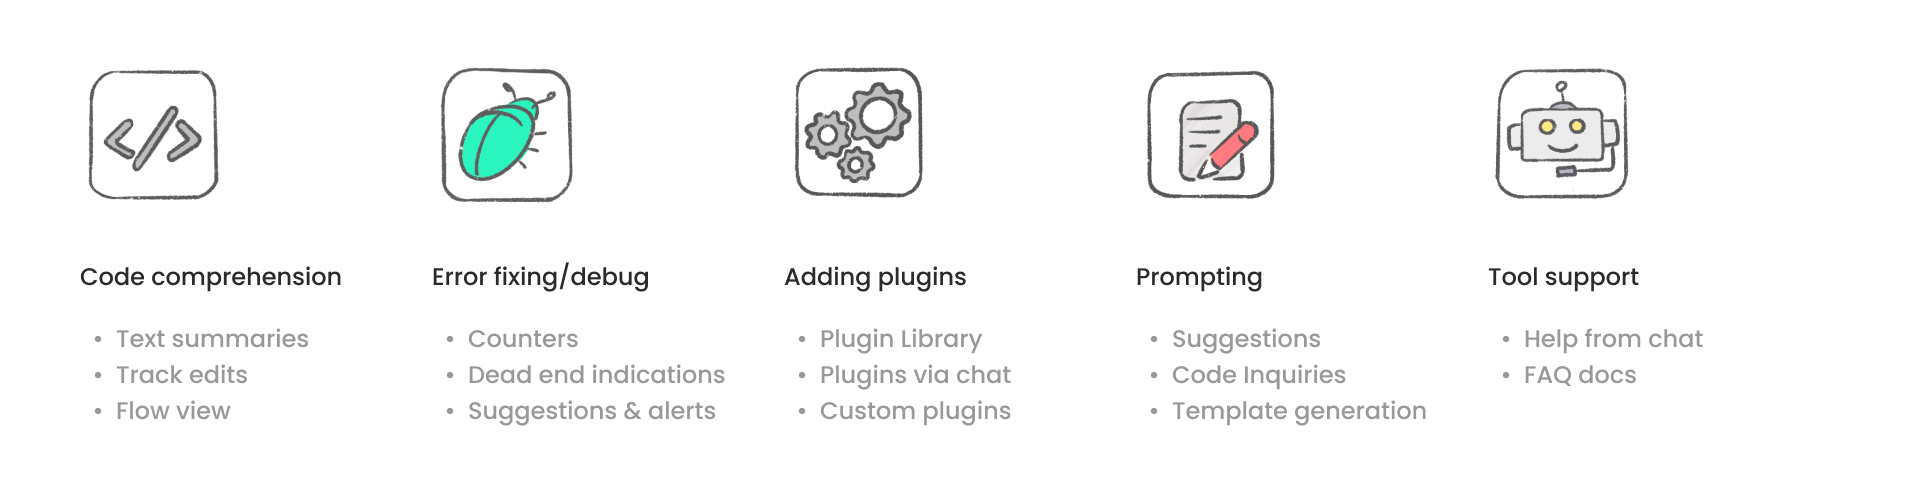 Code comprehension
• Text summaries
• Track edits
• Flow view
Error fixing/debug
• Counters
• Dead end indications
• Suggestions & alerts
Adding plugins
• Plugin Library
• Plugins via chat
• Custom plugins
Prompting
• Suggestions
• Code Inquiries
• Template generation
Tool support
• Help from chat
• FAQ docs